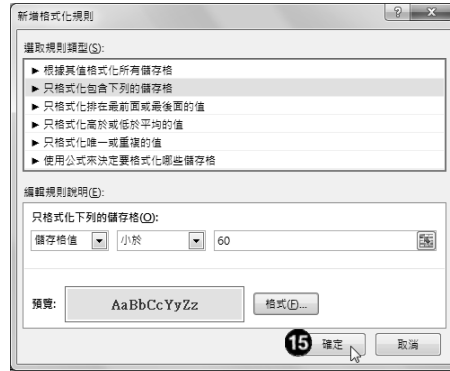 新增格式化規則
選取規則類型(S):
► 根據其值格式化所有儲存格
► 只格式化包含下列的儲存格
► 只格式化排在最前面或最後面的值
► 只格式化高於或低於平均的值
► 只格式化唯一或重複的值
► 使用公式來決定要格式化哪些儲存格
編輯規則說明(E):
只格式化下列的儲存格(O):
儲存格值 小於 60
預覽: AaBbCcYyZz 格式(F)...
15 確定 取消